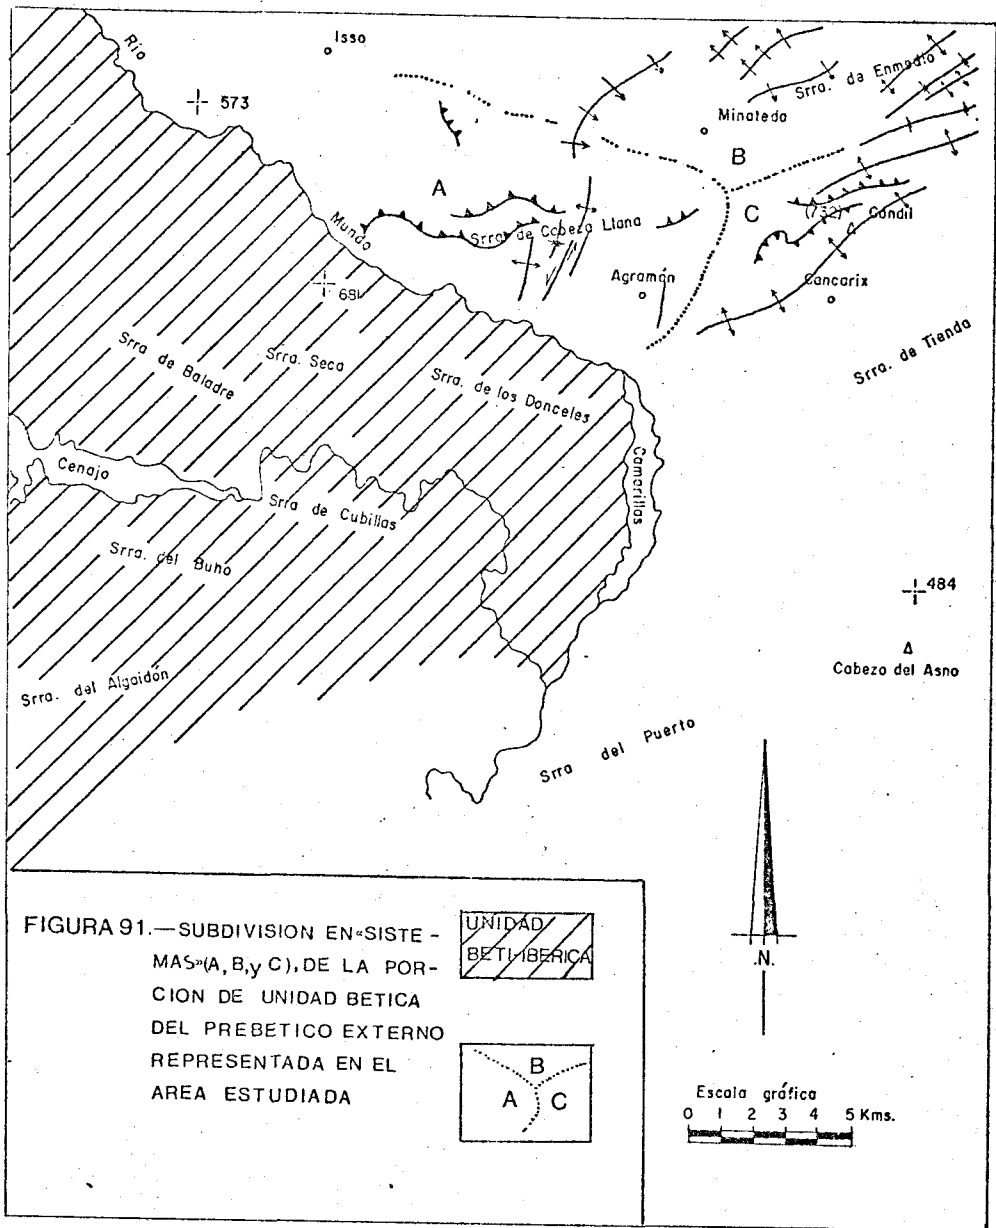 Isso
Rio
573
Srra. de Enmedio
Minateda
B
A
C
(732)
Candil
Mundo
Srra. de Cabeza Llana
Agramón
Cancarix
681
Srra. de Tienda
Srra de Baladre
Srra. Seca
Srra. de los Donceles
Camarillas
Cenajo
Srra de Cubillas
Srra. del Buho
484
Cabezo del Asno
Srra. del Algaidón
Srra del Puerto
FIGURA 91.—SUBDIVISION EN «SISTE-
MAS» (A, B, y C), DE LA POR-
CION DE UNIDAD BETICA
DEL PREBETICO EXTERNO
REPRESENTADA EN EL
AREA ESTUDIADA
UNIDAD
BETI-IBERICA
B
A C
.N.
Escala gráfica
0 1 2 3 4 5 Kms.